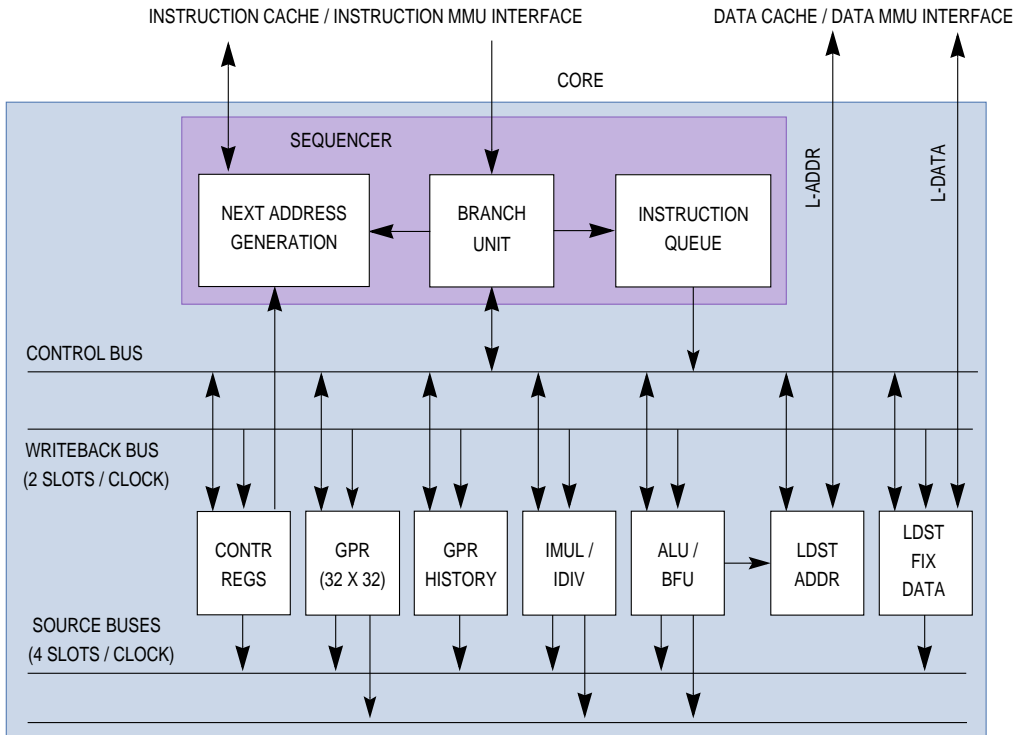 INSTRUCTION CACHE / INSTRUCTION MMU INTERFACE
DATA CACHE / DATA MMU INTERFACE
CORE
SEQUENCER
L-ADDR
L-DATA
NEXT ADDRESS
GENERATION
BRANCH
UNIT
INSTRUCTION
QUEUE
CONTROL BUS
WRITEBACK BUS
(2 SLOTS / CLOCK)
CONTR
REGS
GPR
(32 X 32)
GPR
HISTORY
IMUL /
IDIV
ALU /
BFU
LDST
ADDR
LDST
FIX
DATA
SOURCE BUSES
(4 SLOTS / CLOCK)